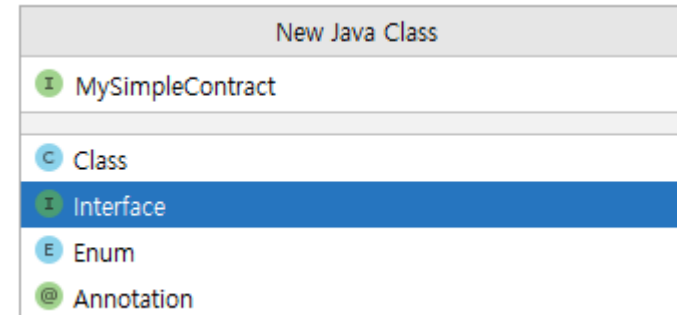 New Java Class
I MySimpleContract
C Class
I Interface
E Enum
@ Annotation